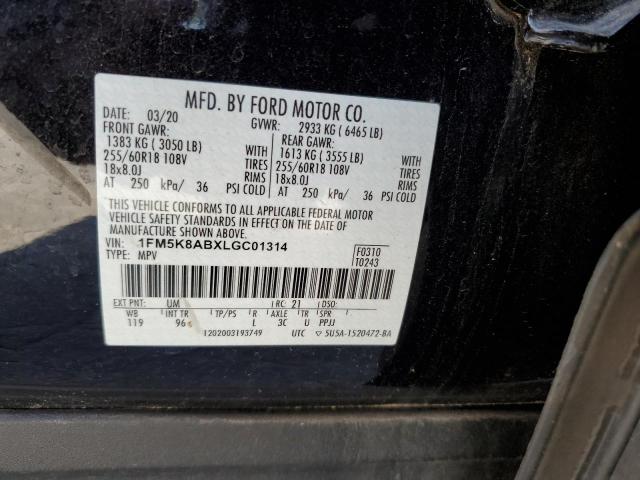 MFD. BY FORD MOTOR CO.
DATE: 03/20 GVWR: 2933 KG (6465 LB)
FRONT GAWR: REAR GAWR:
1383 KG (3050 LB) WITH 1613 KG (3555 LB) WITH
255/60R18 108V TIRES 255/60R18 108V TIRES
18x8.0J RIMS 18x8.0J RIMS
AT 250 kPa/ 36 PSI COLD AT 250 kPa/ 36 PSI COLD
THIS VEHICLE CONFORMS TO ALL APPLICABLE FEDERAL MOTOR
VEHICLE SAFETY STANDARDS IN EFFECT ON THE DATE OF
MANUFACTURE SHOWN ABOVE.
VIN: 1FM5K8ABXLGC01314 F0310
TYPE: MPV T0243
EXT PNT: UM RC: 21 DSO:
WB INT TR TP/PS R AXLE TR SPR
119 96 L 3C U PPJJ
1202003193749 UTC ▽ 5U5A-1520472-BA